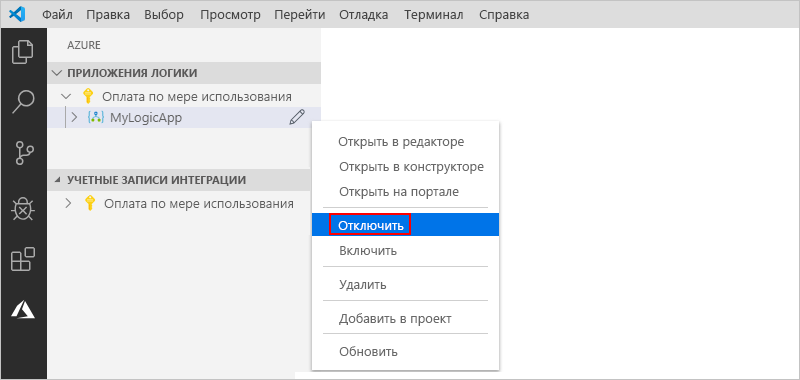 Файл Правка Выбор Просмотр Перейти Отладка Терминал Справка
AZURE
ПРИЛОЖЕНИЯ ЛОГИКИ
Оплата по мере использования
MyLogicApp
Открыть в редакторе
Открыть в конструкторе
Открыть на портале
Отключить
Включить
Удалить
Добавить в проект
Обновить
УЧЕТНЫЕ ЗАПИСИ ИНТЕГРАЦИИ
Оплата по мере использования